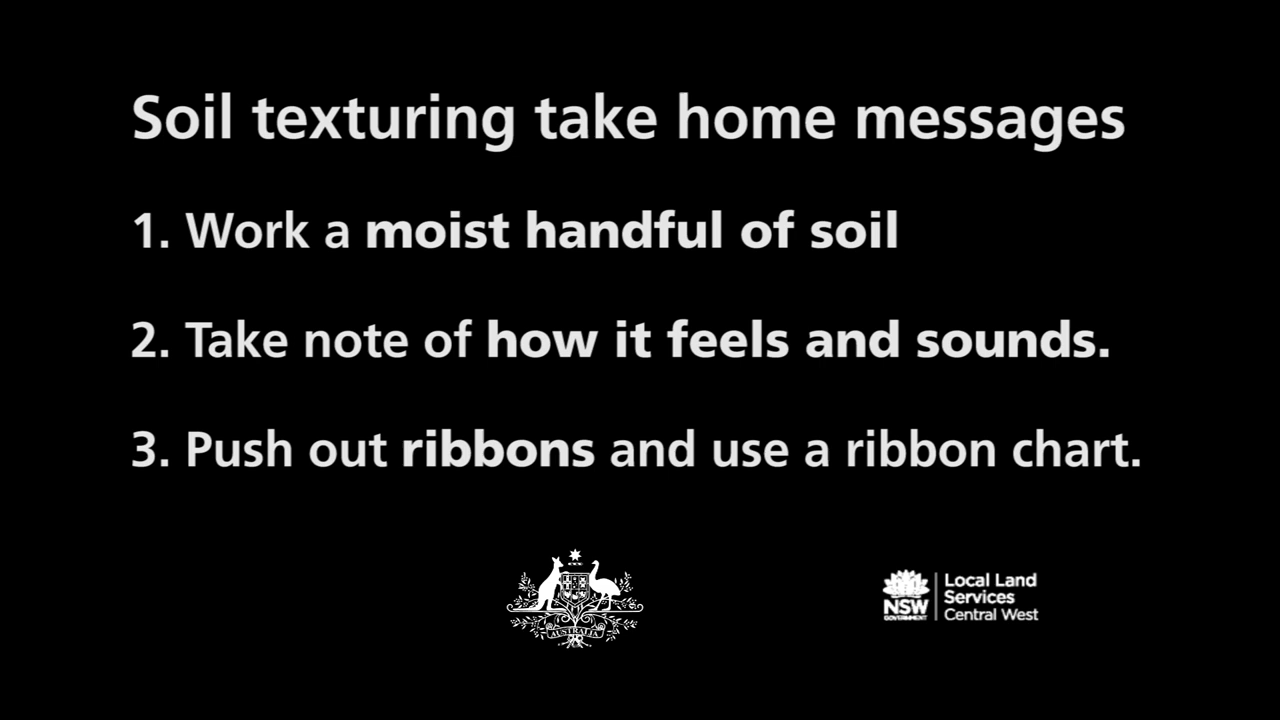 Soil texturing take home messages
1. Work a moist handful of soil
2. Take note of how it feels and sounds.
3. Push out ribbons and use a ribbon chart.
AUSTRALIA
NSW
GOVERNMENT
Local Land
Services
Central West